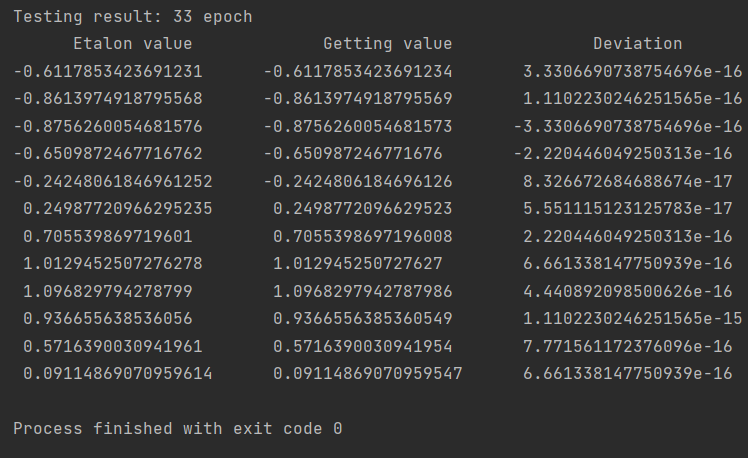 Testing result: 33 epoch
Etalon value Getting value Deviation
-0.6117853423691231 -0.6117853423691234 3.3306690738754696e-16
-0.8613974918795568 -0.8613974918795569 1.1102230246251565e-16
-0.8756260054681576 -0.8756260054681573 -3.3306690738754696e-16
-0.6509872467716762 -0.650987246771676 -2.220446049250313e-16
-0.24248061846961252 -0.2424806184696126 8.326672684688674e-17
0.24987720966295235 0.2498772096629523 5.551115123125783e-17
0.705539869719601 0.7055398697196008 2.220446049250313e-16
1.0129452507276278 1.012945250727627 6.661338147750939e-16
1.096829794278799 1.0968297942787986 4.440892098500626e-16
0.936655638536056 0.9366556385360549 1.1102230246251565e-15
0.5716390030941961 0.5716390030941954 7.771561172376096e-16
0.09114869070959614 0.09114869070959547 6.661338147750939e-16
Process finished with exit code 0